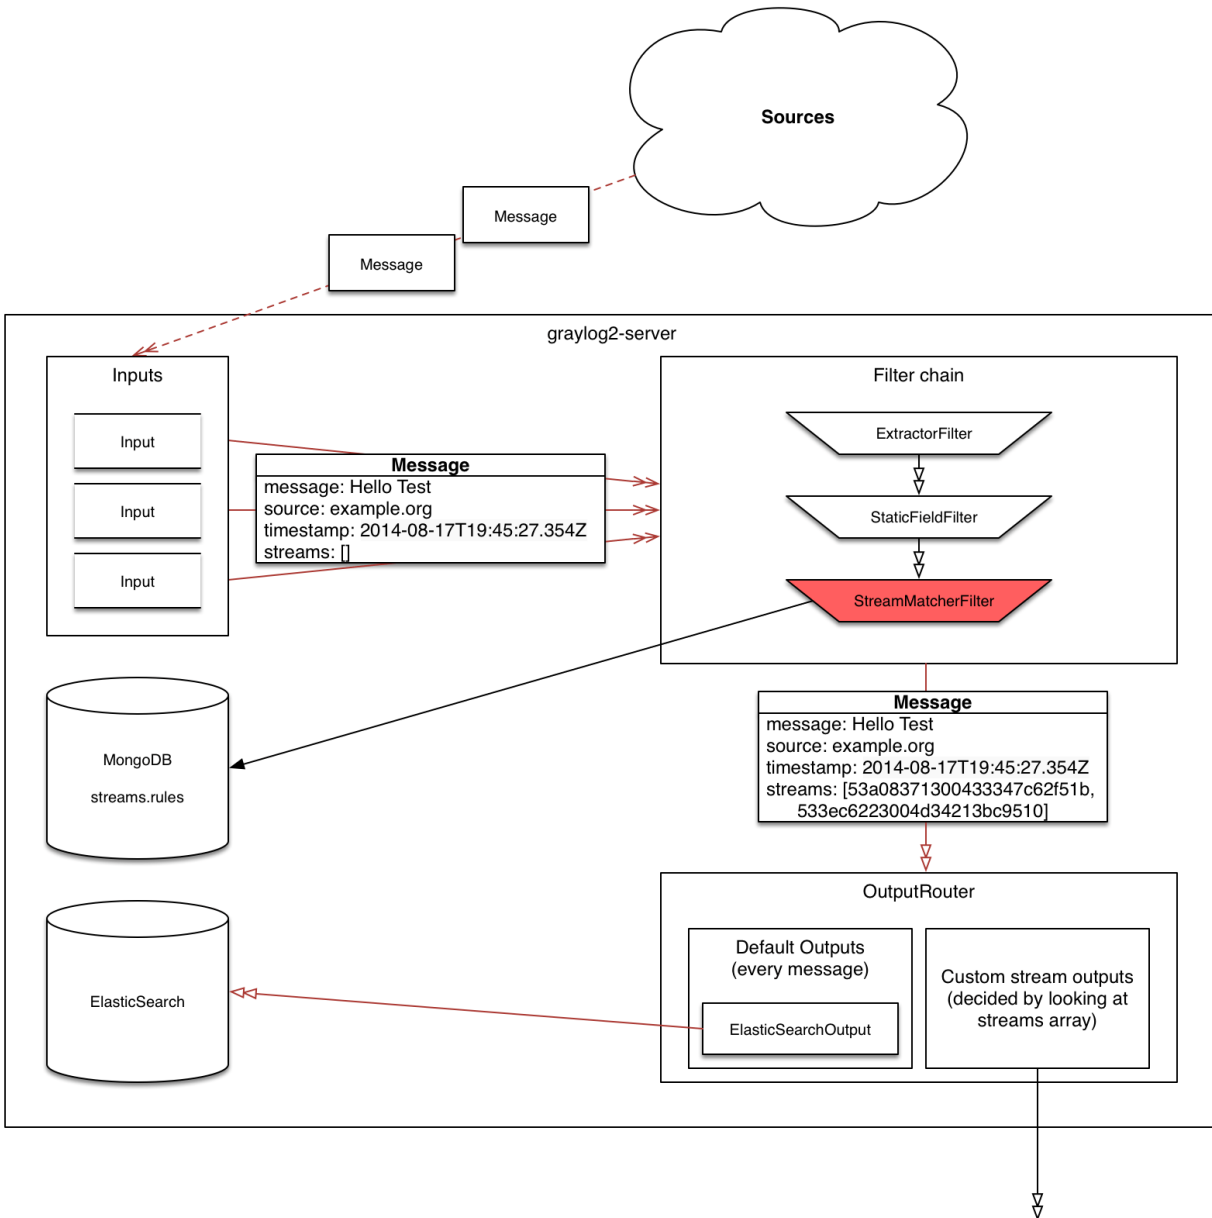 Sources
Message
Message
graylog2-server
Inputs
Input
Input
Input
Message
message: Hello Test
source: example.org
timestamp: 2014-08-17T19:45:27.354Z
streams: []
Filter chain
ExtractorFilter
StaticFieldFilter
StreamMatcherFilter
MongoDB
streams.rules
Message
message: Hello Test
source: example.org
timestamp: 2014-08-17T19:45:27.354Z
streams: [53a08371300433347c62f51b,
533ec6223004d34213bc9510]
OutputRouter
Default Outputs
(every message)
ElasticSearchOutput
Custom stream outputs
(decided by looking at
streams array)
ElasticSearch